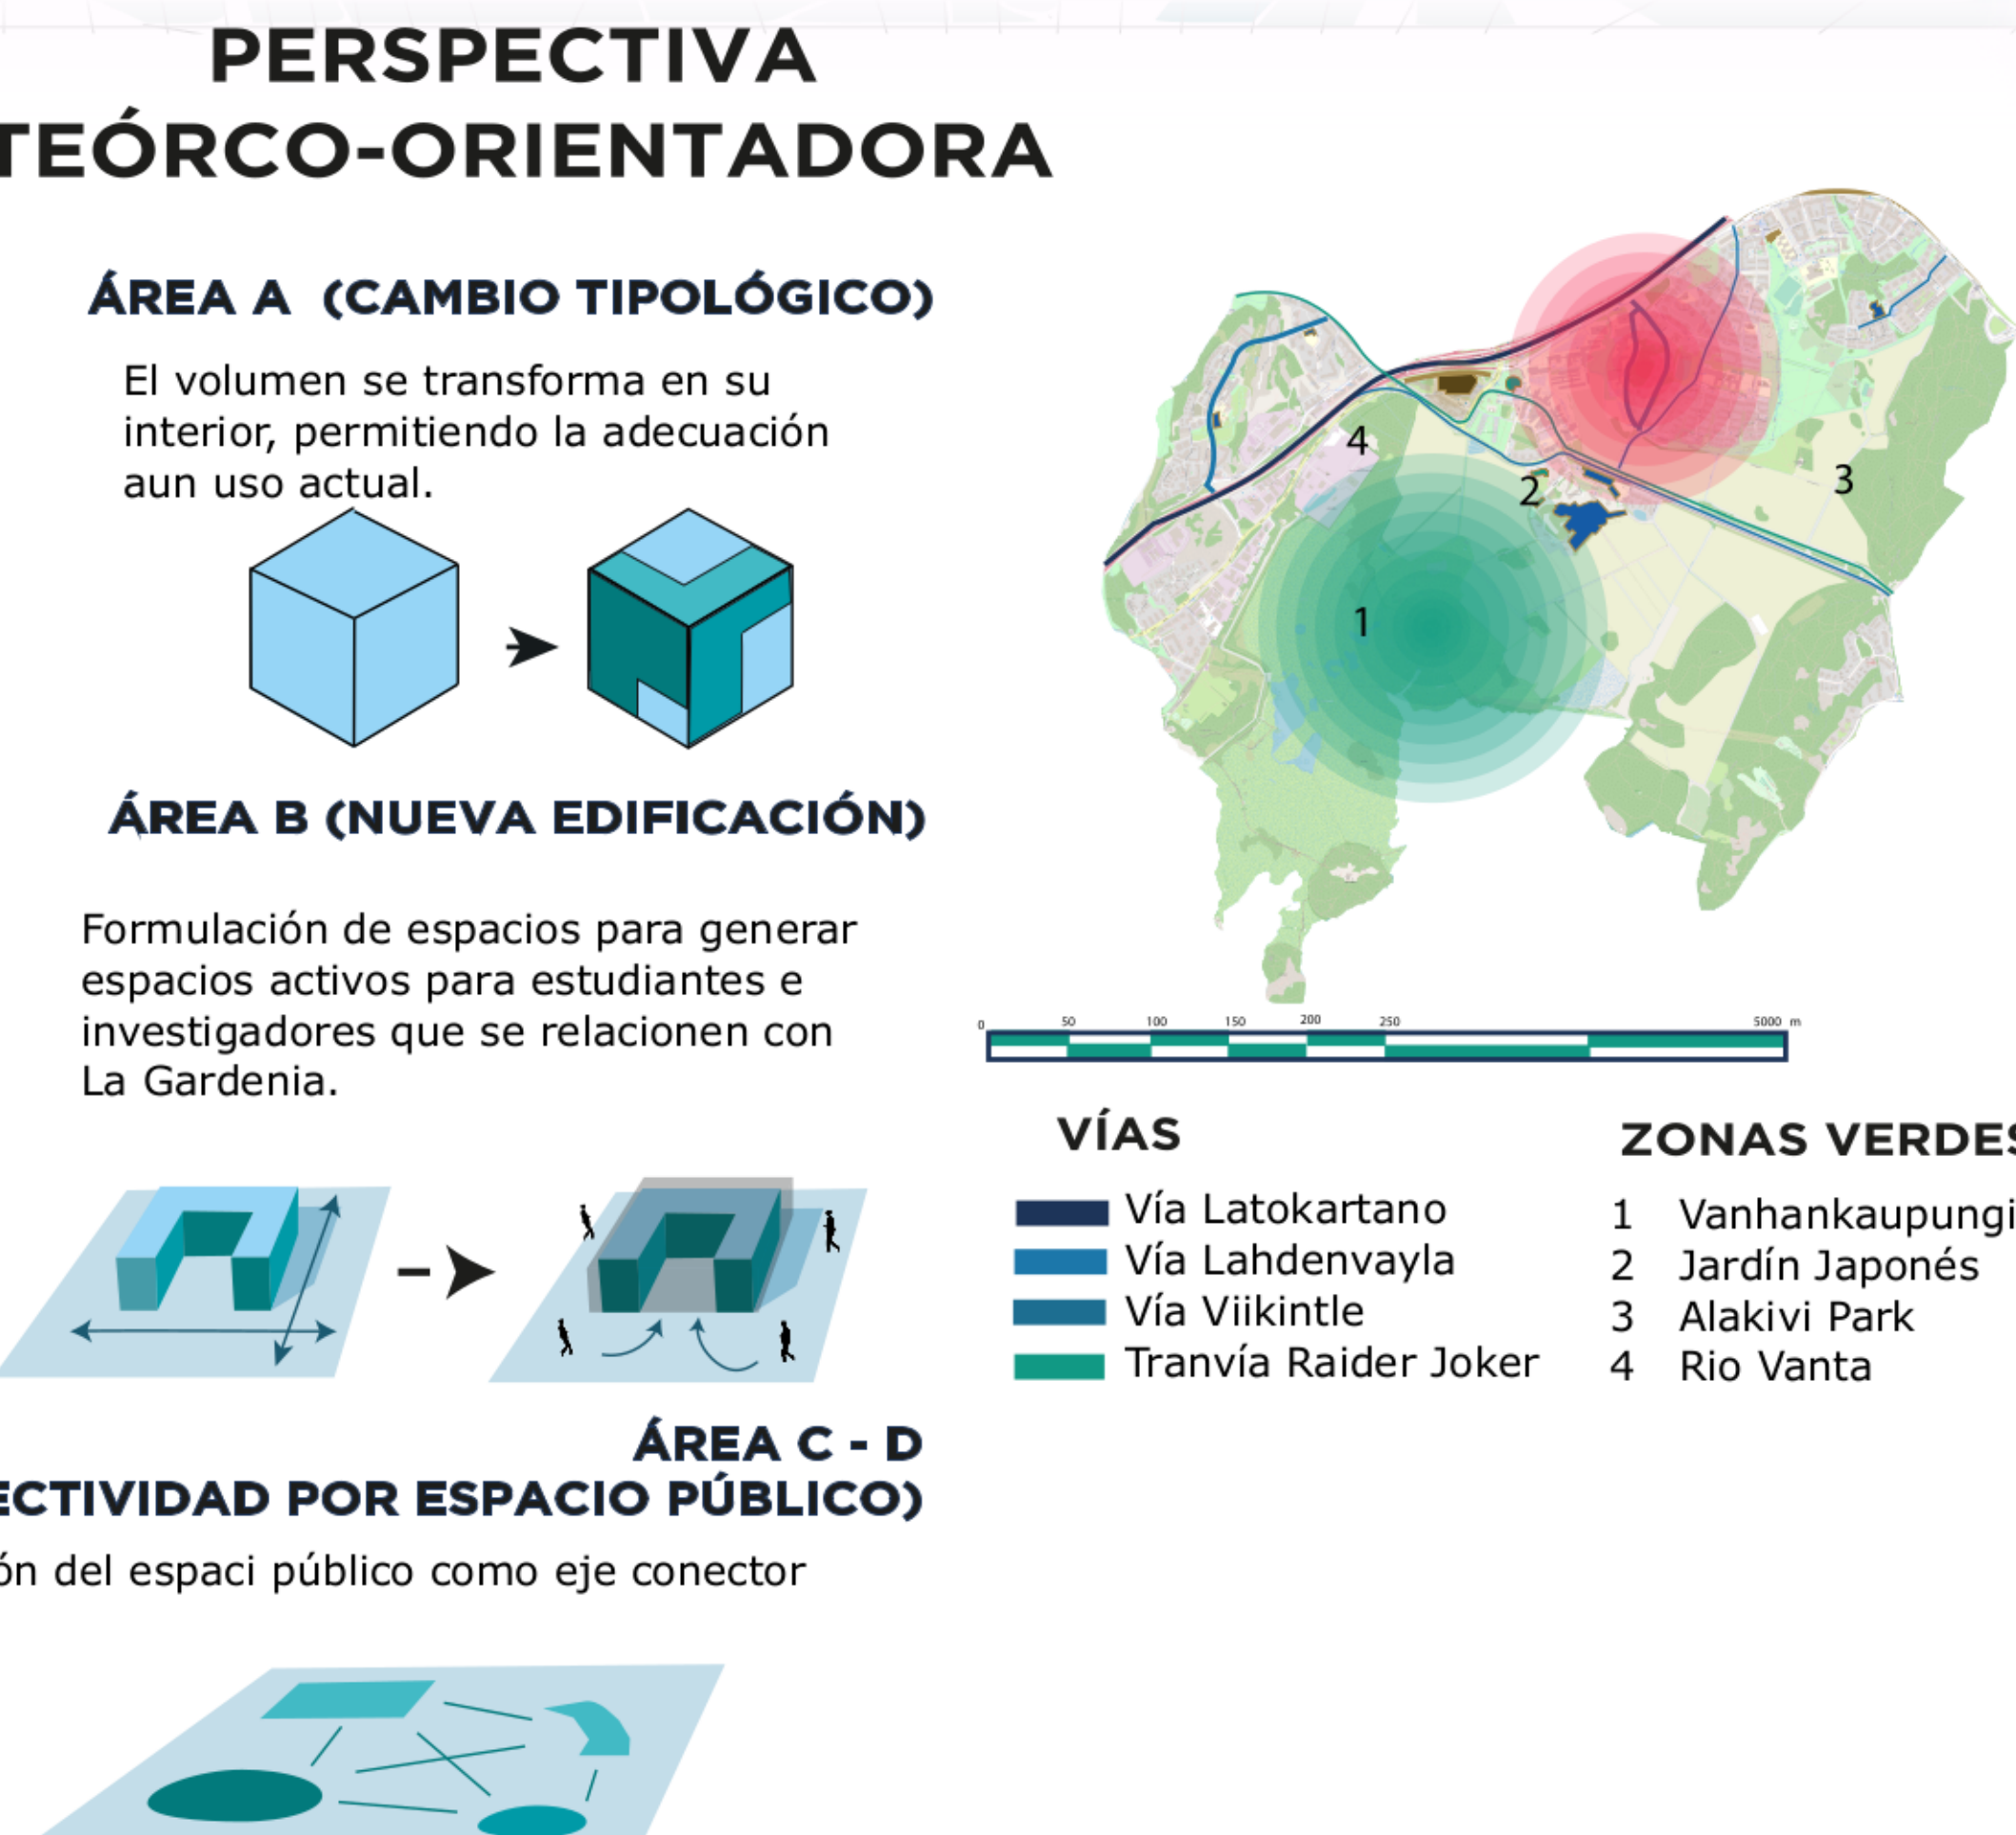 PERSPECTIVA
TEÓRCO-ORIENTADORA
ÁREA A (CAMBIO TIPOLÓGICO)
El volumen se transforma en su
interior, permitiendo la adecuación
aun uso actual.
ÁREA B (NUEVA EDIFICACIÓN)
Formulación de espacios para generar
espacios activos para estudiantes e
investigadores que se relacionen con
La Gardenia.
ÁREA C - D
ECTIVIDAD POR ESPACIO PÚBLICO)
ón del espaci público como eje conector
4
2
3
1
0 50 100 150 200 250 5000 m
VÍAS
Vía Latokartano
Vía Lahdenvayla
Vía Viikintle
Tranvía Raider Joker
ZONAS VERDES
1 Vanhankaupungi
2 Jardín Japonés
3 Alakivi Park
4 Rio Vanta